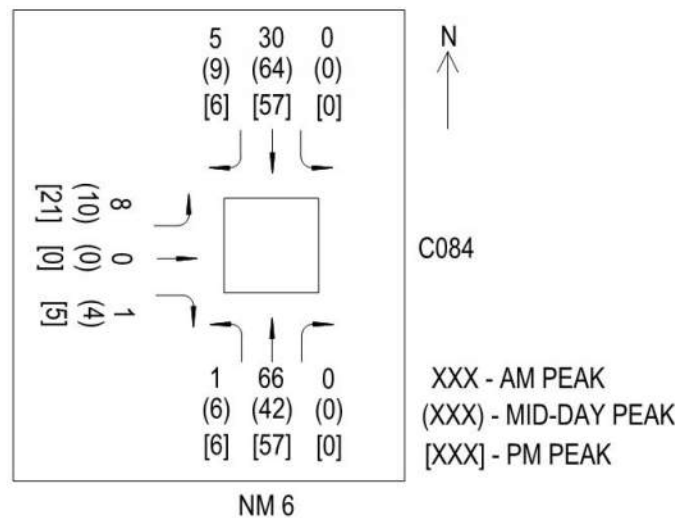 5 30 0
(9) (64) (0)
[6] [57] [0]
N
8
(10)
[21]
0
(0)
[0]
1
(4)
[5]
C084
1 66 0
(6) (42) (0)
[6] [57] [0]
XXX - AM PEAK
(XXX) - MID-DAY PEAK
[XXX] - PM PEAK
NM 6